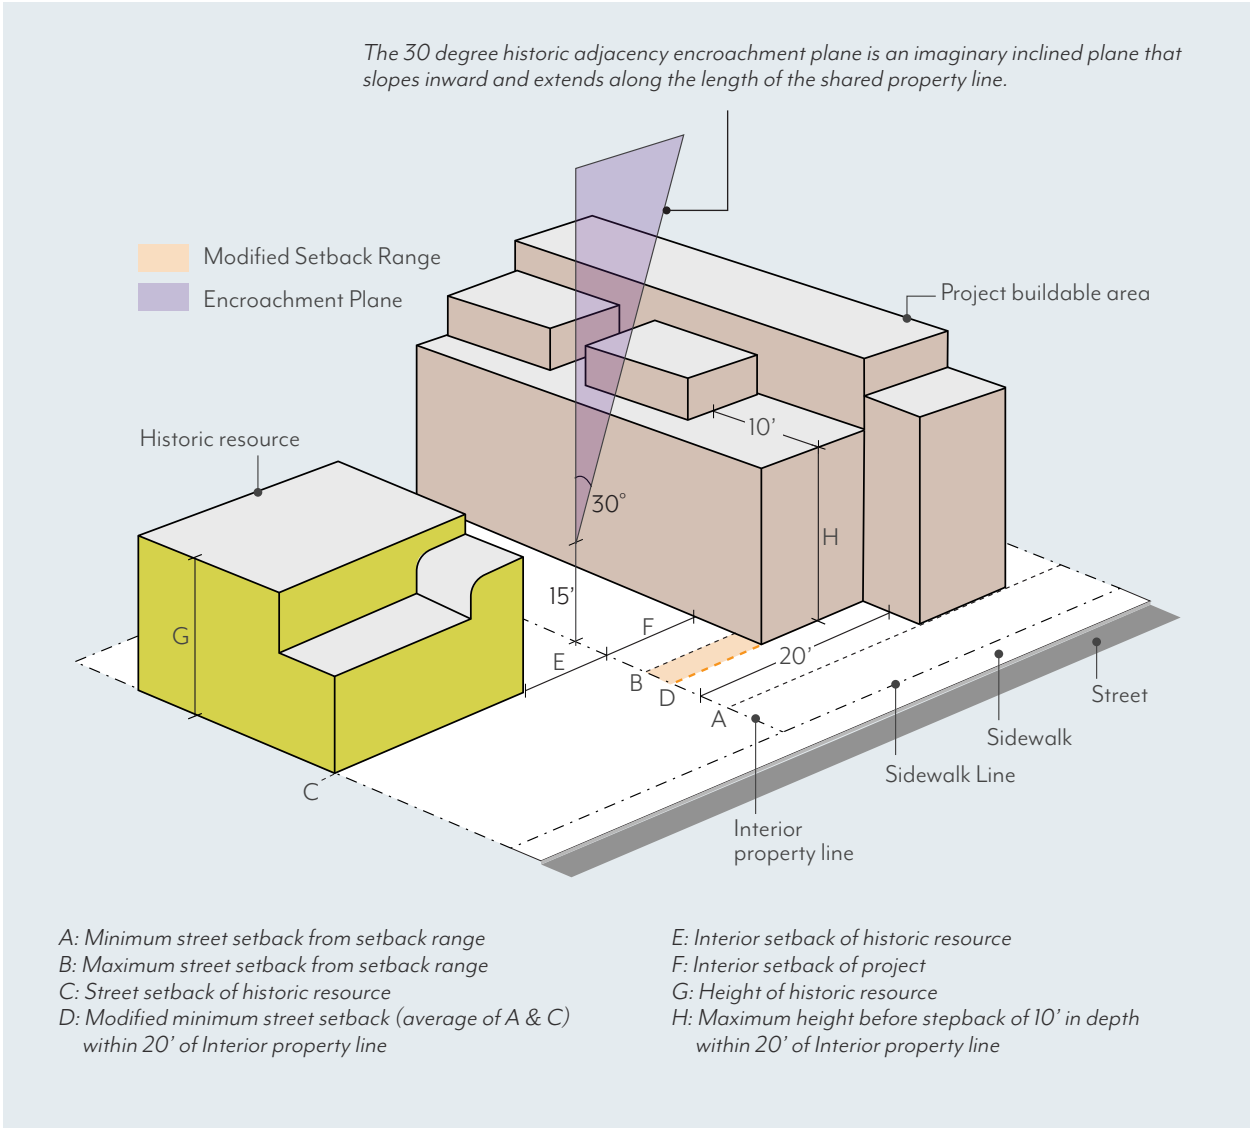 The 30 degree historic adjacency encroachment plane is an imaginary inclined plane that
slopes inward and extends along the length of the shared property line.
Modified Setback Range
Encroachment Plane
Project buildable area
Historic resource
10’
30°
H
15’
G
F
E
20’
B
D
A
Street
Sidewalk
Sidewalk Line
C
Interior
property line
A: Minimum street setback from setback range
B: Maximum street setback from setback range
C: Street setback of historic resource
D: Modified minimum street setback (average of A & C)
within 20’ of Interior property line
E: Interior setback of historic resource
F: Interior setback of project
G: Height of historic resource
H: Maximum height before stepback of 10’ in depth
within 20’ of Interior property line